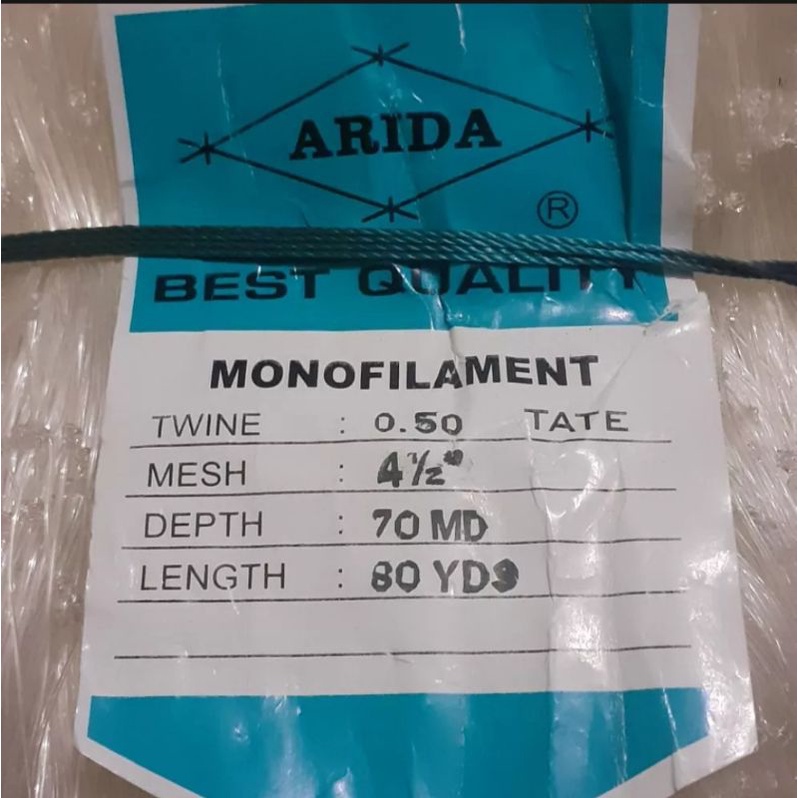 ARIDA
®
BEST QUALITY
MONOFILAMENT
TWINE : 0.50 TATE
MESH : 4½"
DEPTH : 70 MD
LENGTH : 80 YDS